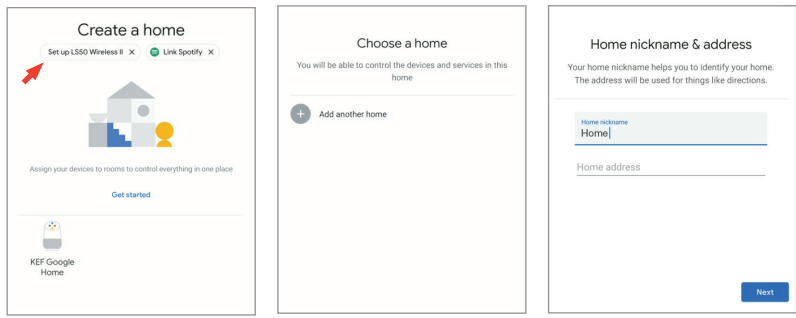 Create a home
Set up LS50 Wireless II X
Link Spotify X
Assign your devices to rooms to control everything in one place
Get started
KEF Google
Home
Choose a home
You will be able to control the devices and services in this
home
+ Add another home
Home nickname & address
Your home nickname helps you to identify your home.
The address will be used for things like directions.
Home nickname
Home
Home address
Next